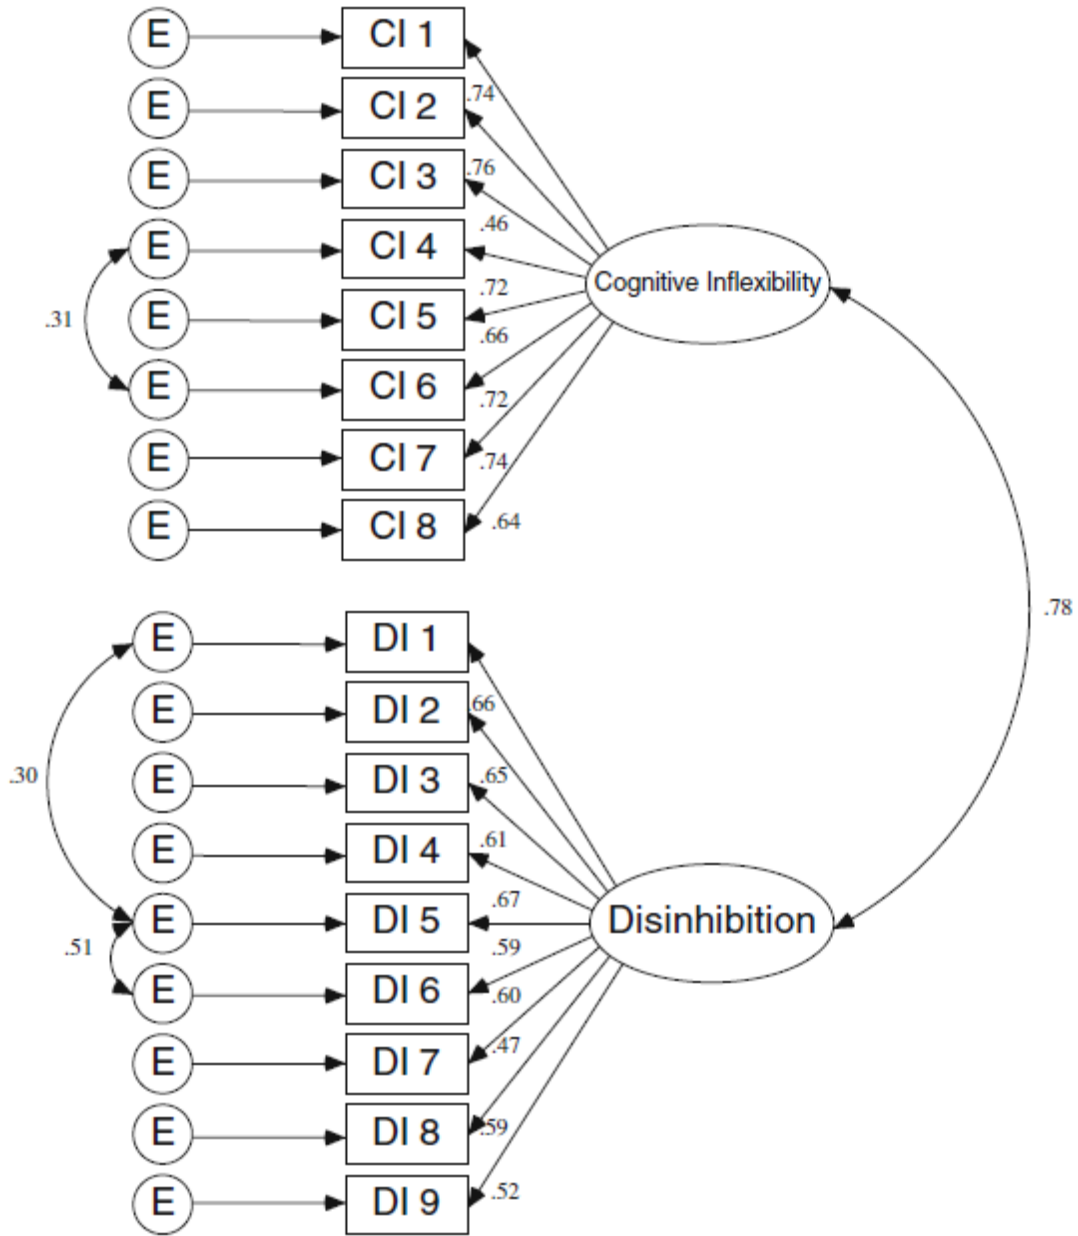 E CI 1
.74
E CI 2
.76
E CI 3
.46
E CI 4
Cognitive Inflexibility
.72
.31 E CI 5
.66
E CI 6
.72
E CI 7
.74
E CI 8
.64
.78
E DI 1
.66
E DI 2
.65
.30 E DI 3
.61
E DI 4
.67
E DI 5
Disinhibition
.51 .59
E DI 6
.60
.47
E DI 7
.59
E DI 8
.52
E DI 9